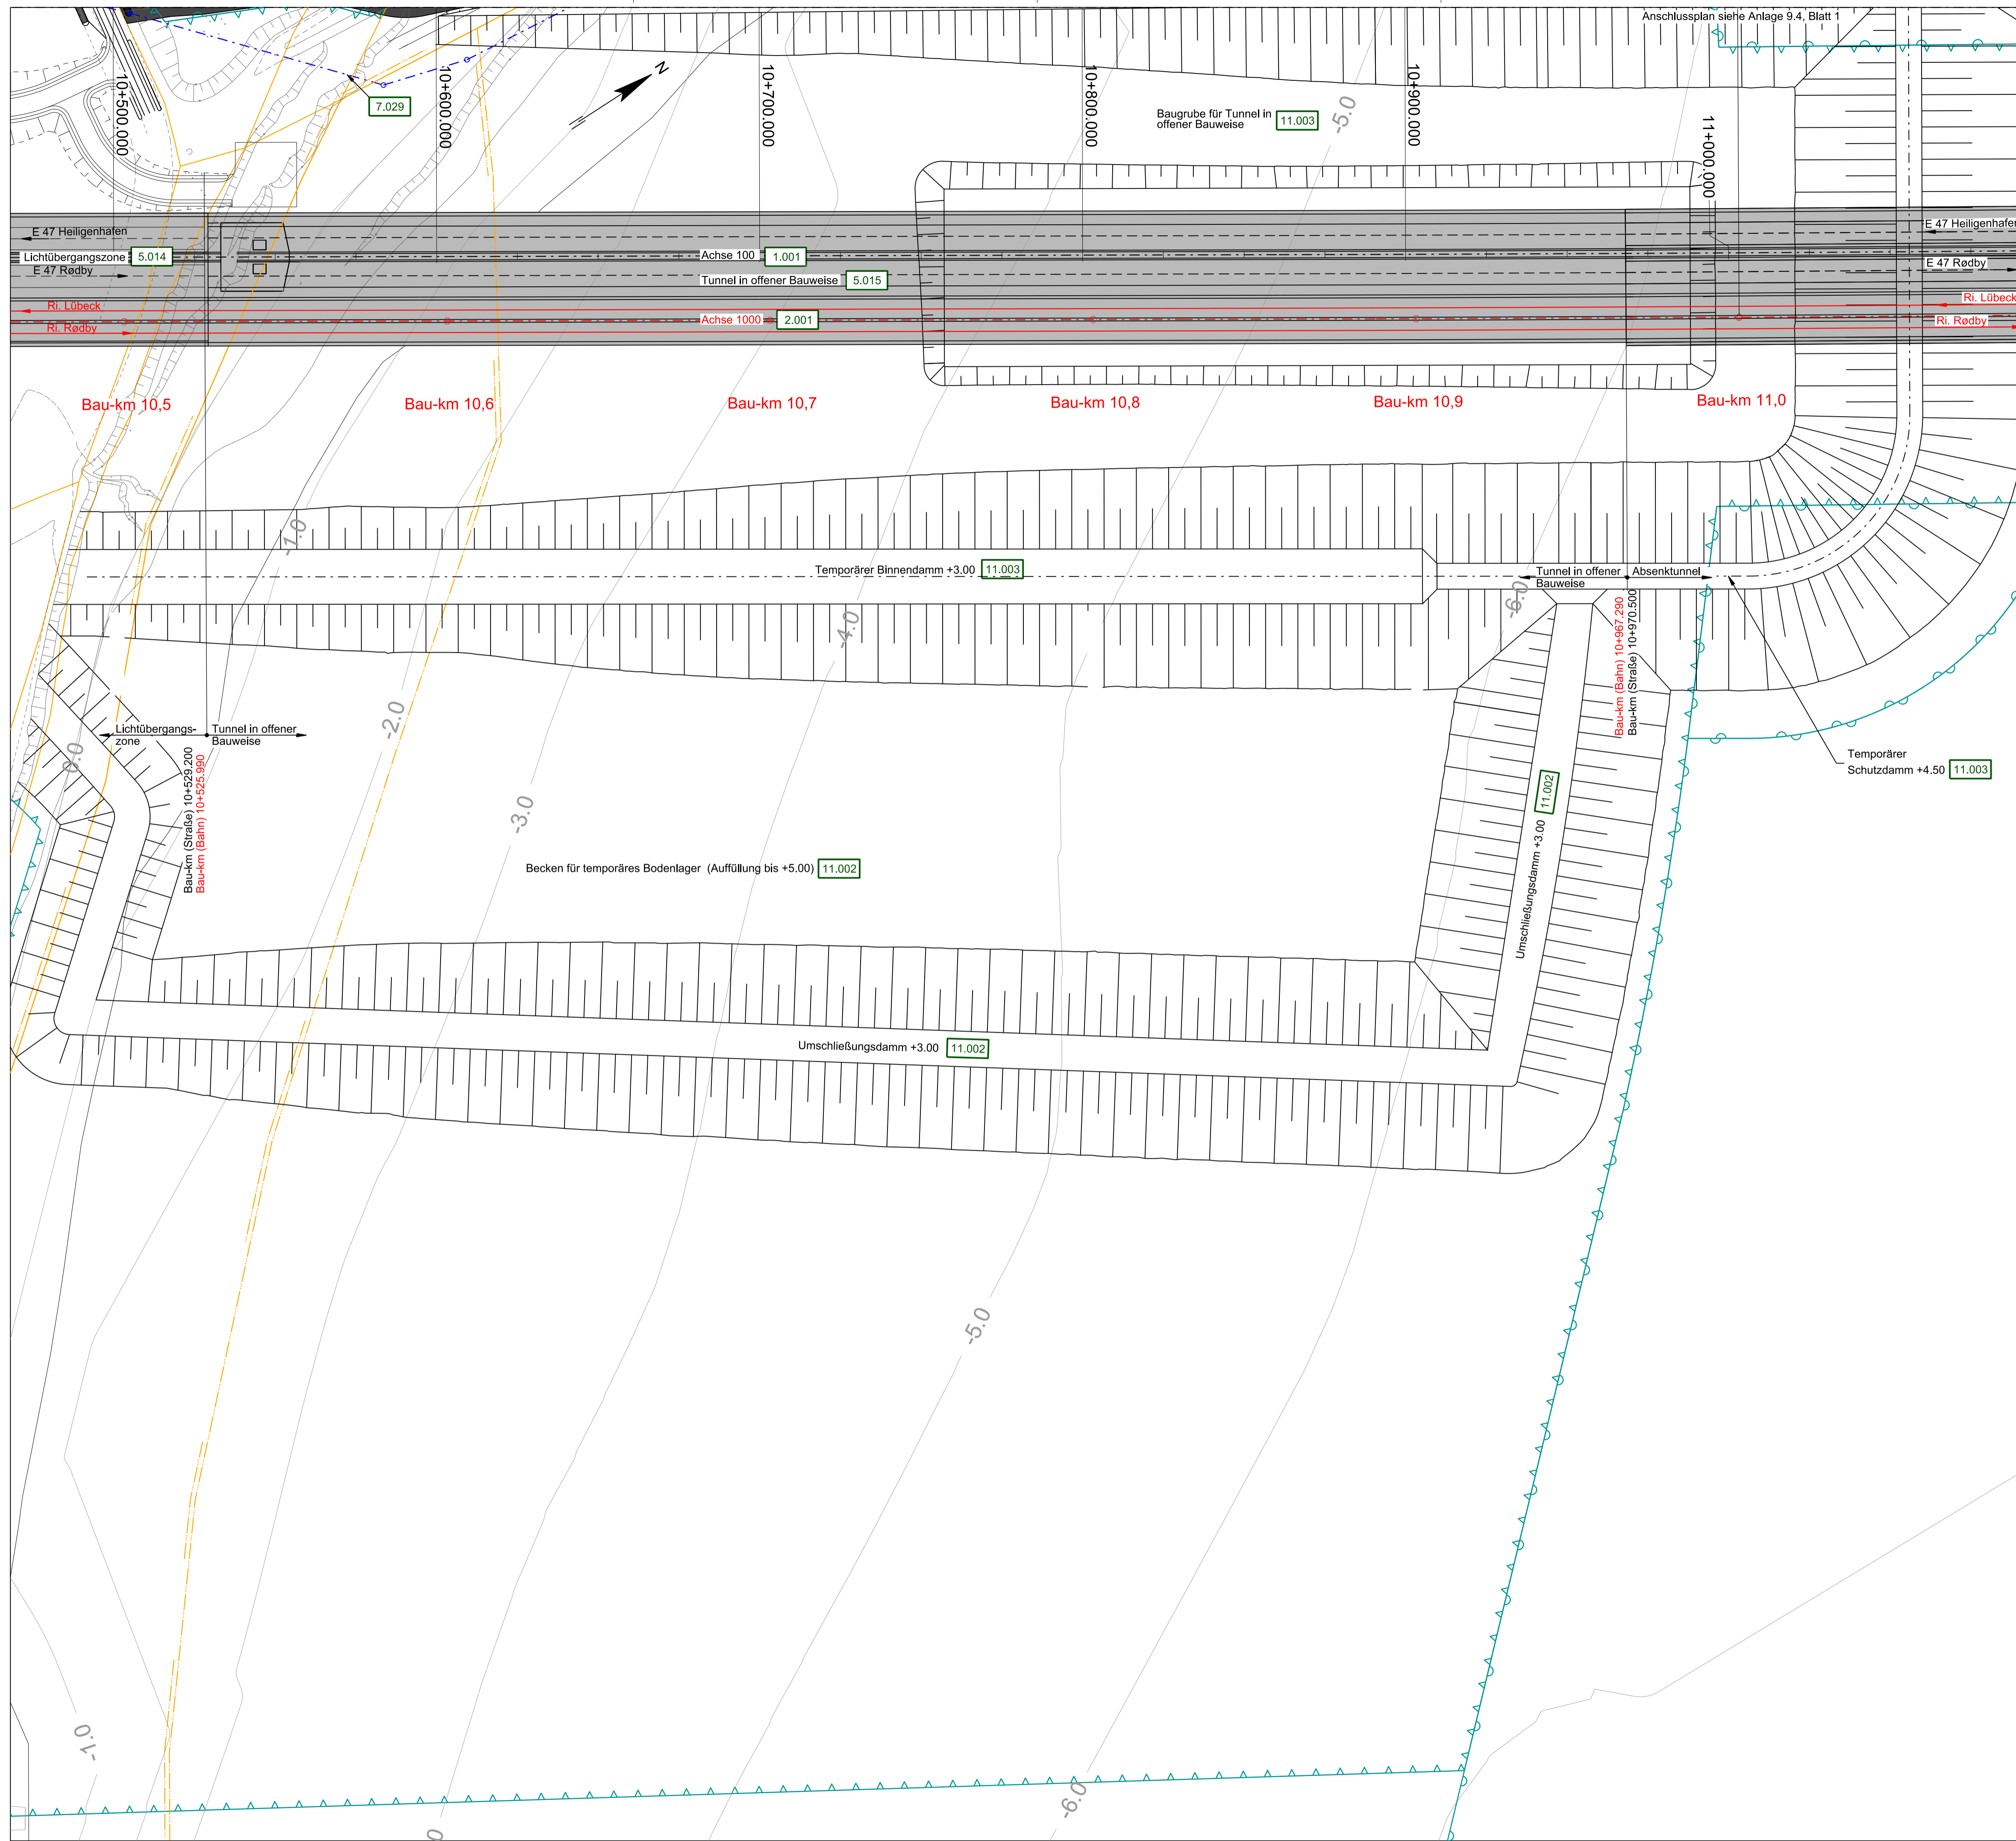 Anschlussplan siehe Anlage 9.4, Blatt 1
N
7.029
10+500.000
10+600.000
10+700.000
10+800.000
10+900.000
11+000.000
Baugrube für Tunnel in
offener Bauweise
11.003
-5.0
E 47 Heiligenhafen
Lichtübergangszone 5.014
E 47 Rødby
Ri. Lübeck
Ri. Rødby
Achse 100 1.001
Tunnel in offener Bauweise 5.015
Achse 1000 2.001
E 47 Heiligenhafen
E 47 Rødby
Ri. Lübeck
Ri. Rødby
Bau-km 10,5
Bau-km 10,6
Bau-km 10,7
Bau-km 10,8
Bau-km 10,9
Bau-km 11,0
-1.0
Temporärer Binnendamm +3.00 11.003
Tunnel in offener
Bauweise
Absenktunnel
-6.0
-4.0
Bau-km (Bahn) 10+967.290
Bau-km (Straße) 10+970.500
-2.0
Lichtübergangs-
zone
Tunnel in offener
Bauweise
0.0
Bau-km (Straße) 10+529.200
Bau-km (Bahn) 10+525.990
Temporärer
Schutzdamm +4.50 11.003
-3.0
Umschließungsdamm +3.00 11.002
Becken für temporäres Bodenlager (Auffüllung bis +5.00) 11.002
Umschließungsdamm +3.00 11.002
-5.0
-1.0
-6.0